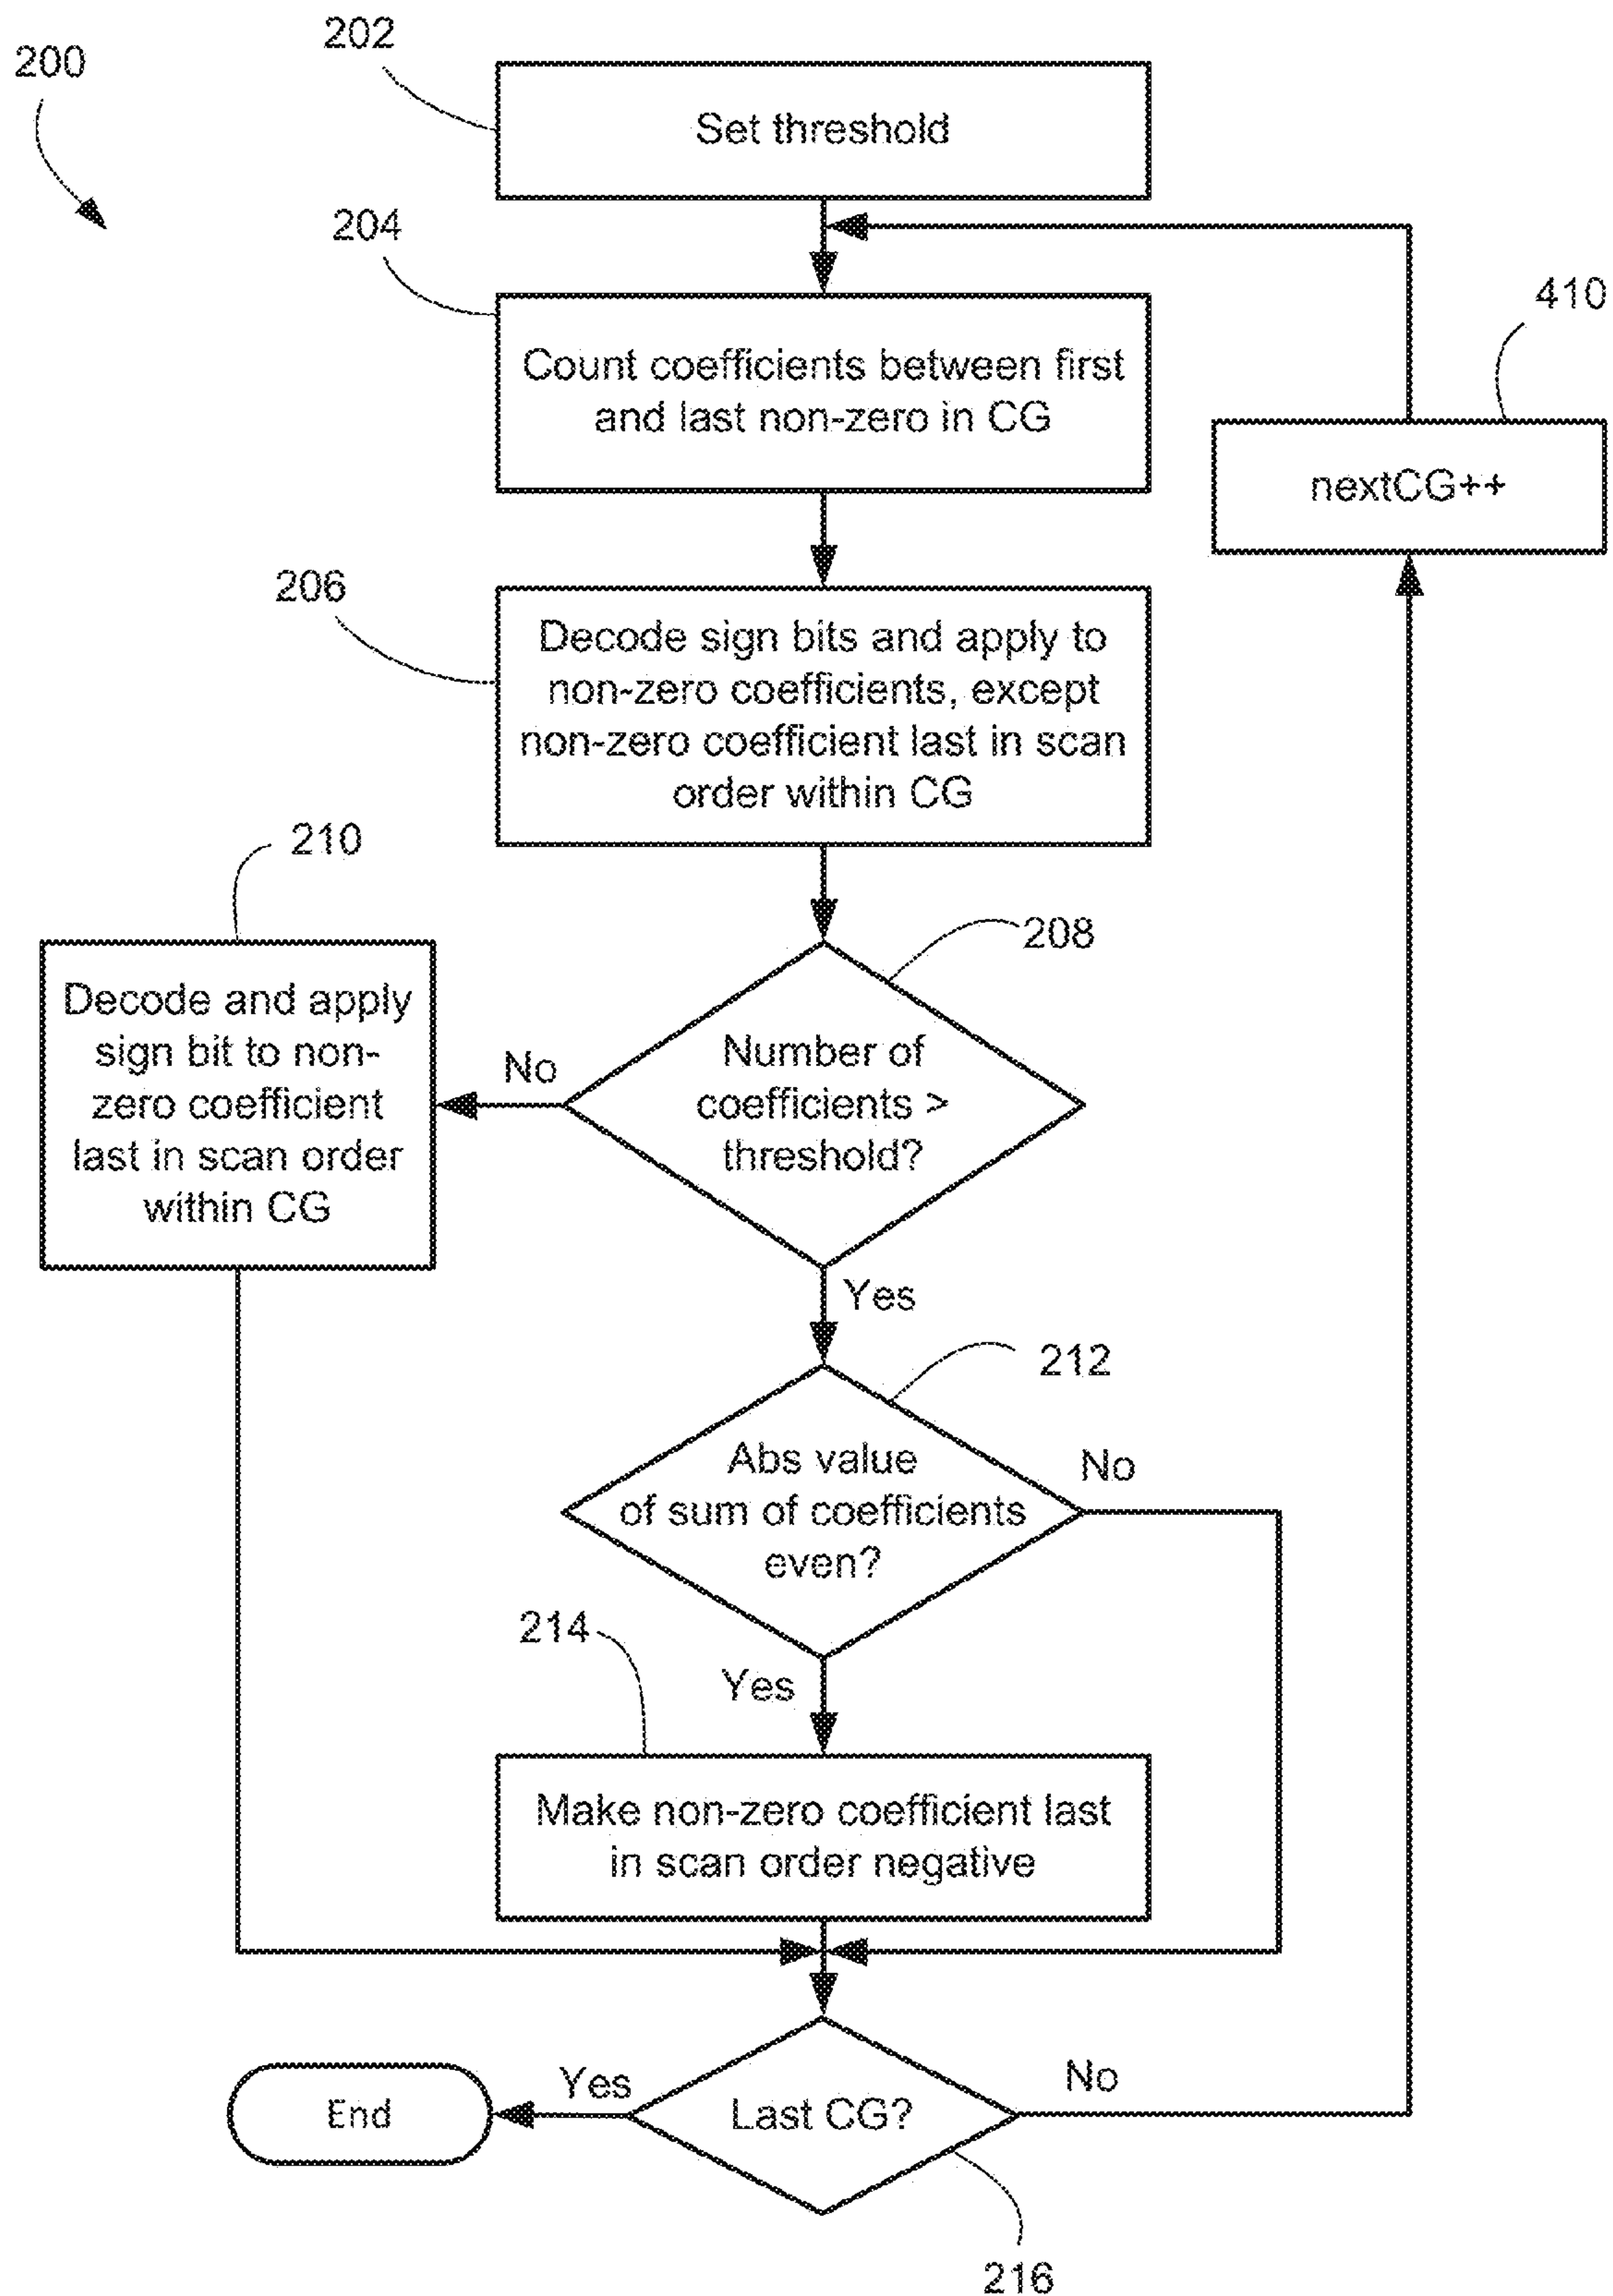 200
202
Set threshold
204
Count coefficients between first
and last non-zero in CG
410
nextCG++
206
Decode sign bits and apply to
non-zero coefficients, except
non-zero coefficient last in scan
order within CG
210
Decode and apply
sign bit to non-
zero coefficient
last in scan order
within CG
208
No
Number of
coefficients >
threshold?
Yes
212
Abs value
of sum of coefficients
even?
No
214
Yes
Make non-zero coefficient last
in scan order negative
End
Yes
Last CG?
No
216